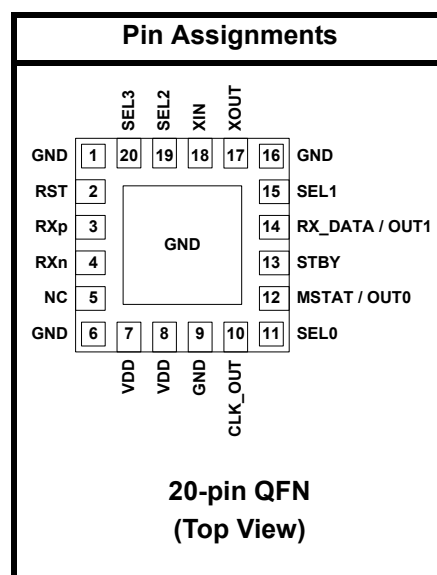 Pin Assignments
SEL3
SEL2
XIN
XOUT
GND 1 20 19 18 17 16 GND
RST 2 15 SEL1
RXp 3 14 RX_DATA / OUT1
GND
RXn 4 13 STBY
NC 5 12 MSTAT / OUT0
GND 6 7 8 9 10 11 SEL0
VDD
VDD
GND
CLK_OUT
20-pin QFN
(Top View)